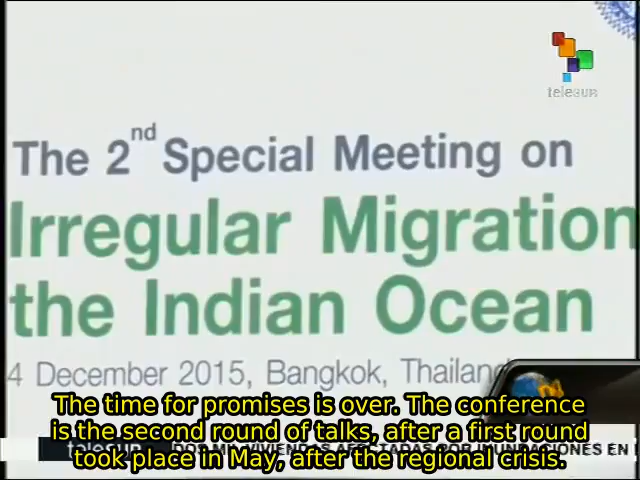 teleSUR
The 2nd Special Meeting on
Irregular Migration
the Indian Ocean
4 December 2015, Bangkok, Thailand
The time for promises is over. The conference
is the second round of talks, after a first round
took place in May, after the regional crisis.